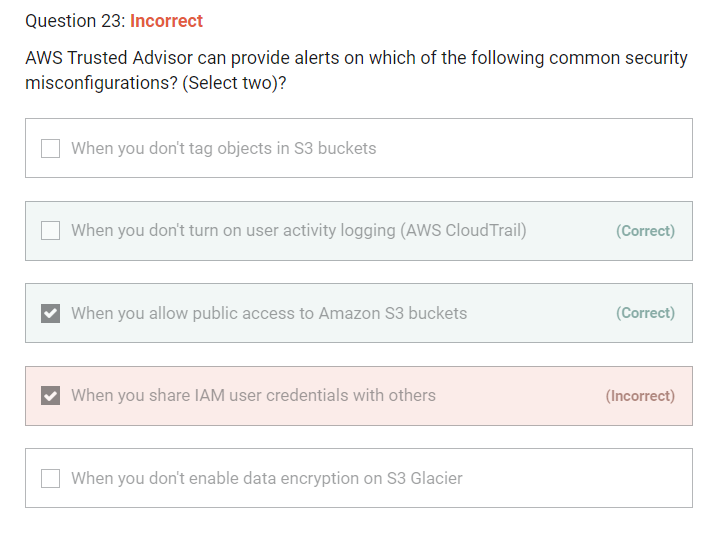 Question 23: Incorrect
AWS Trusted Advisor can provide alerts on which of the following common security
misconfigurations? (Select two)?
When you don't tag objects in S3 buckets
When you don't turn on user activity logging (AWS CloudTrail) (Correct)
When you allow public access to Amazon S3 buckets (Correct)
When you share IAM user credentials with others (Incorrect)
When you don't enable data encryption on S3 Glacier